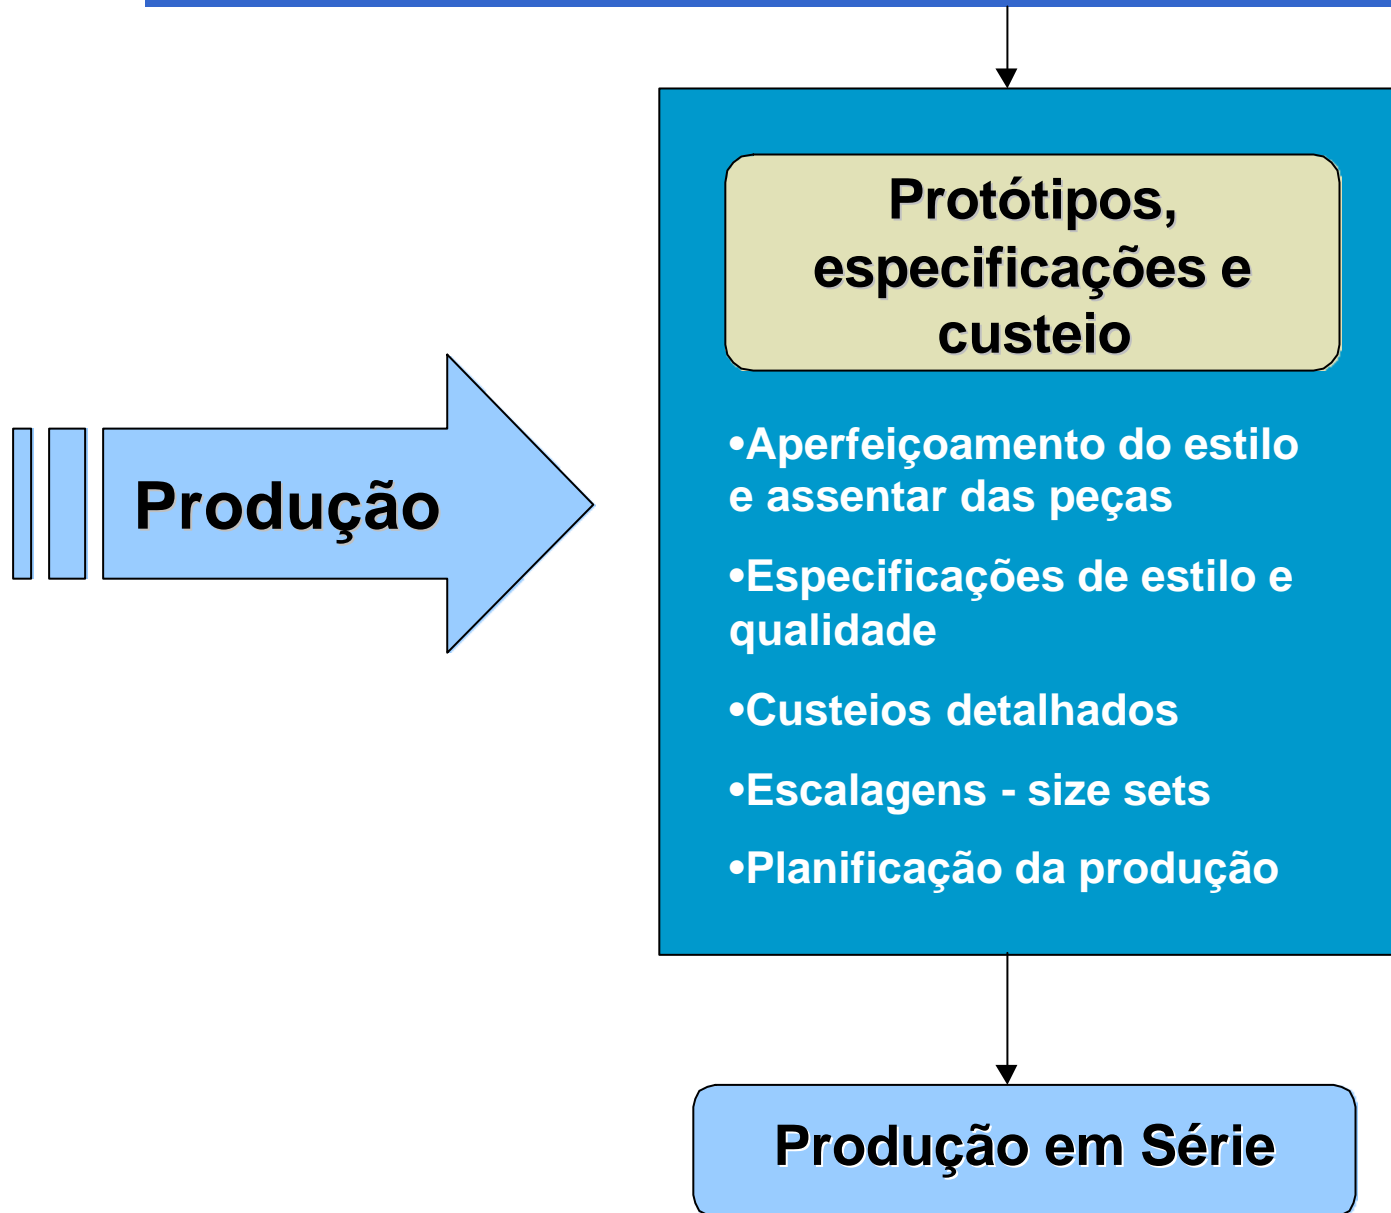 Protótipos,
especificações e
custeio
Produção
•Aperfeiçoamento do estilo
e assentar das peças
•Especificações de estilo e
qualidade
•Custeios detalhados
•Escalagens - size sets
•Planificação da produção
Produção em Série